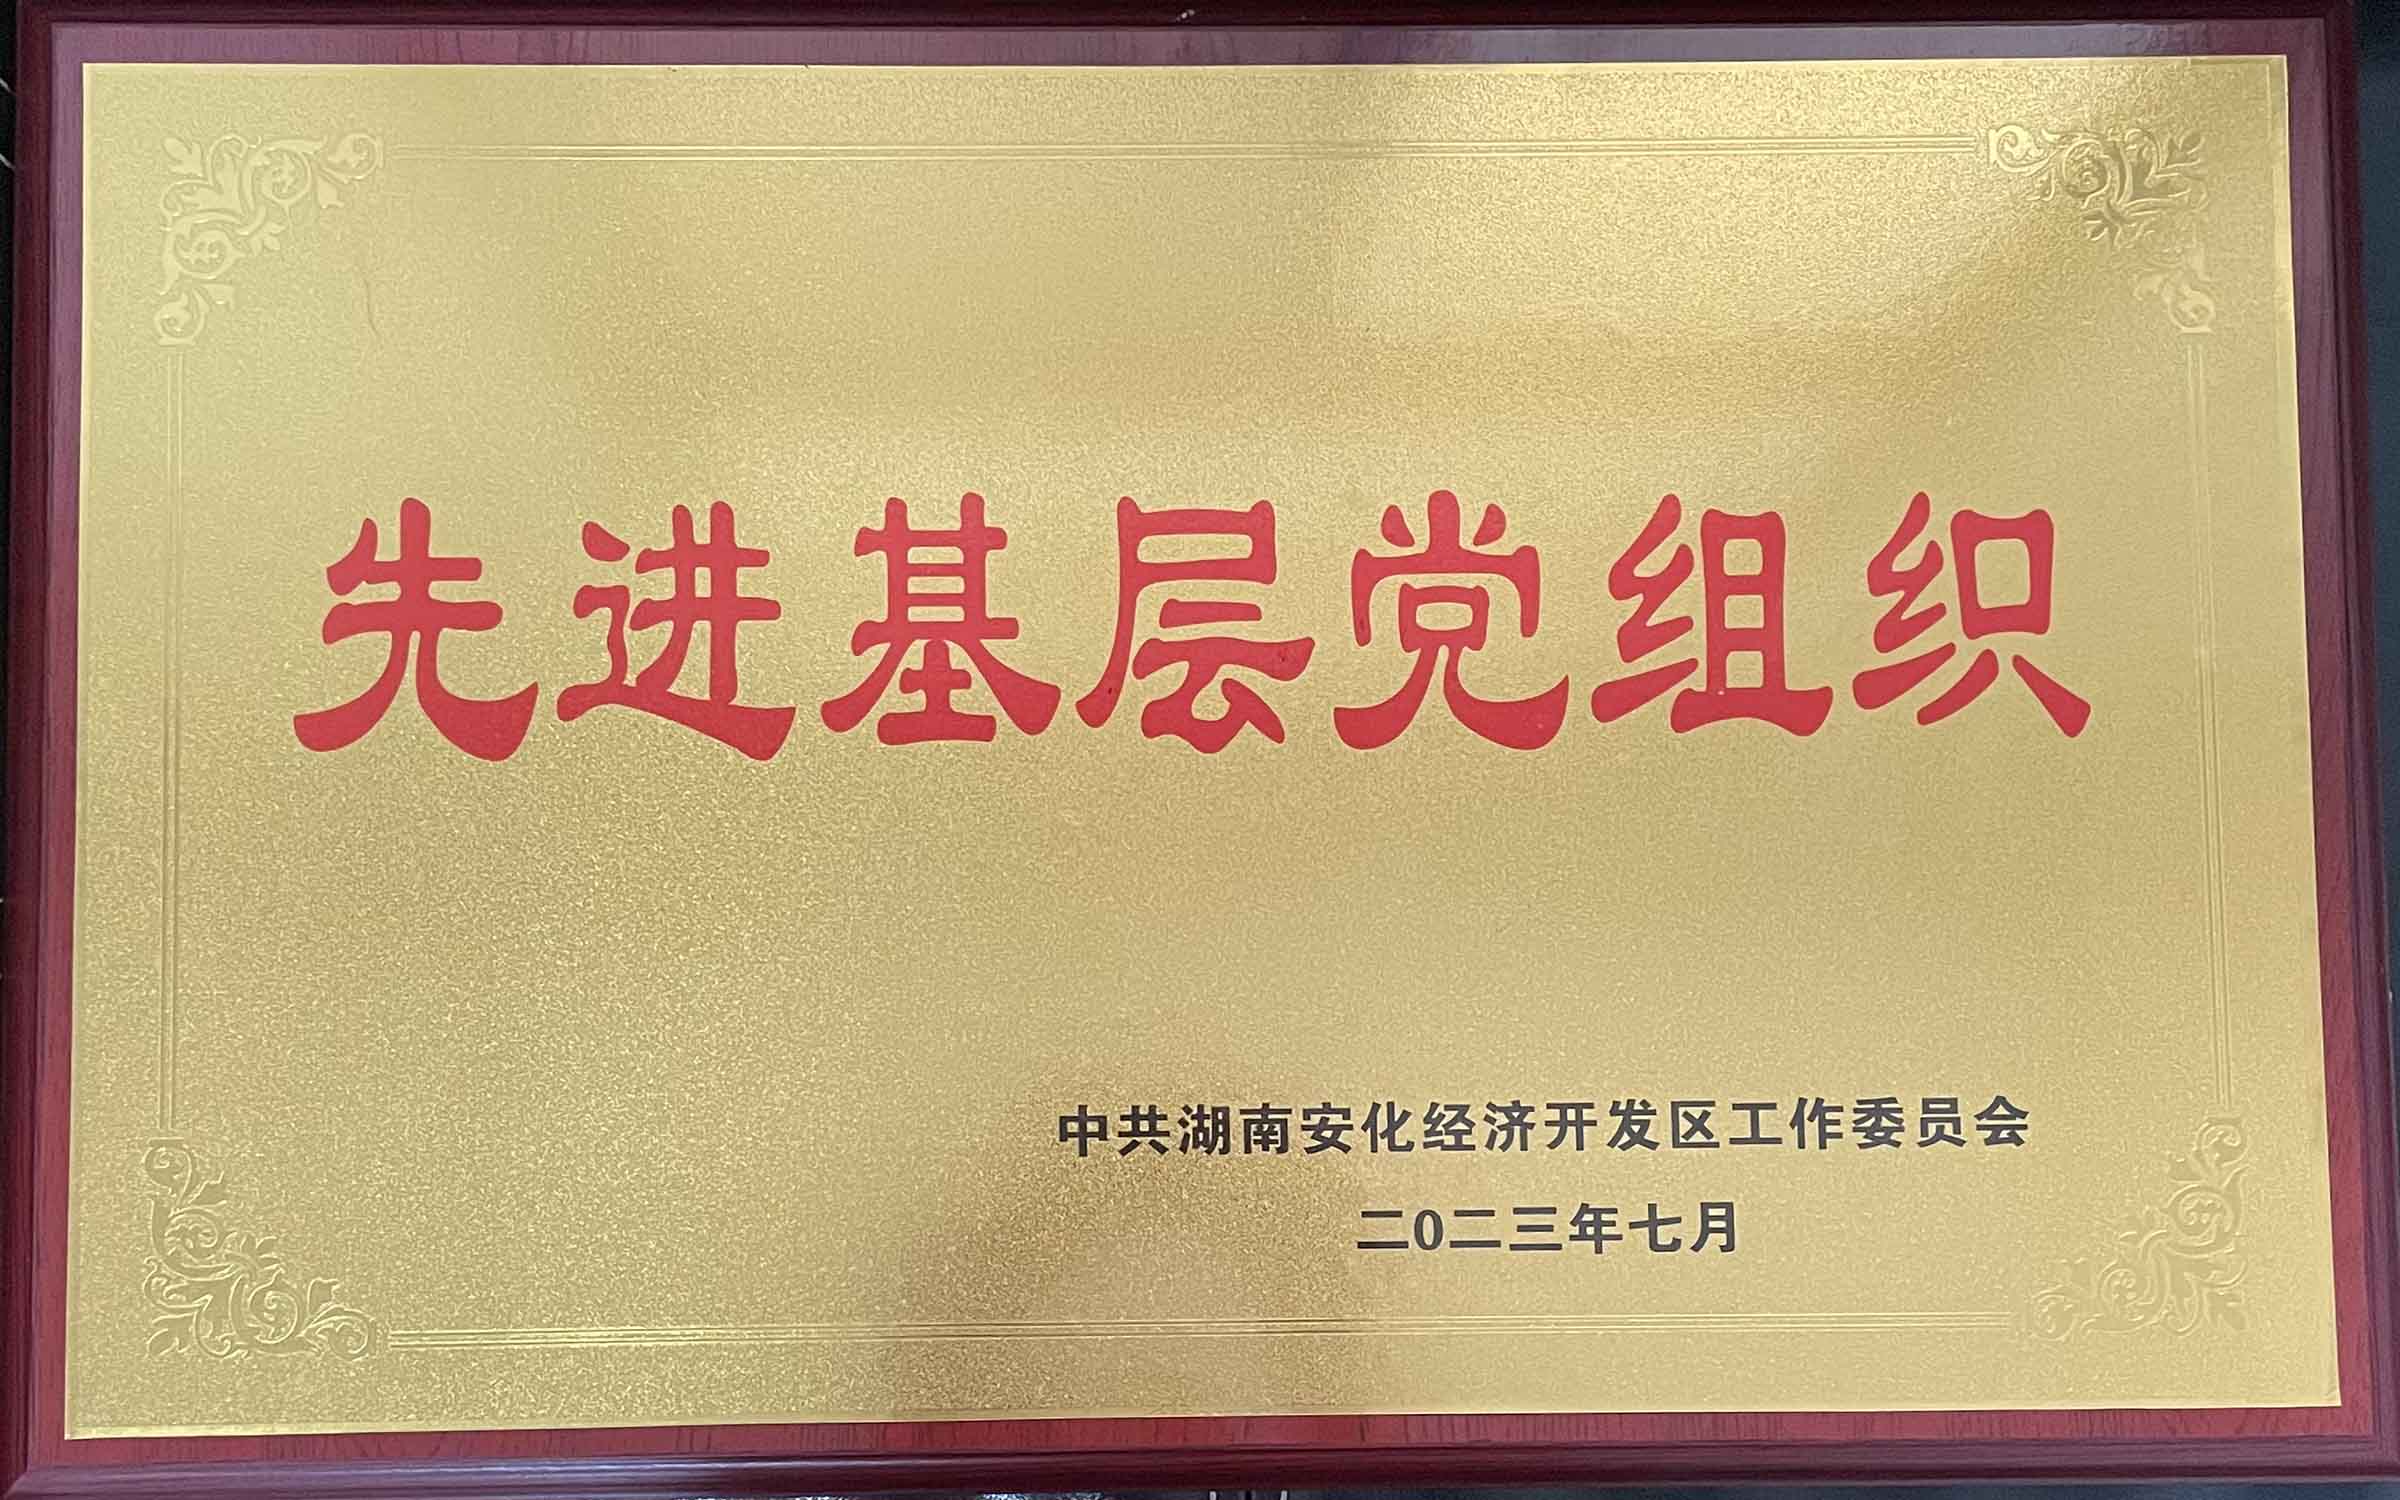 先进基层党组织
中共湖南安化经济开发区工作委员会
二0二三年七月